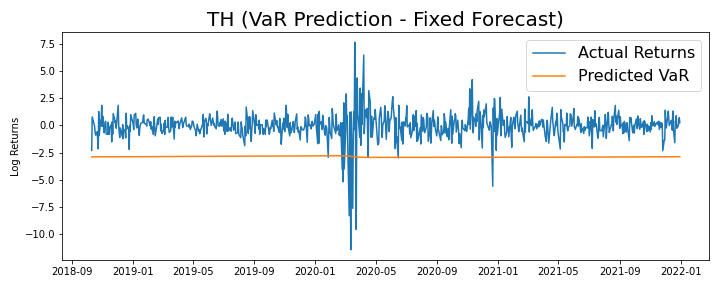 TH (VaR Prediction - Fixed Forecast)
Actual Returns
Predicted VaR
Log Returns
7.5
5.0
2.5
0.0
−2.5
−5.0
−7.5
−10.0
2018-09 2019-01 2019-05 2019-09 2020-01 2020-05 2020-09 2021-01 2021-05 2021-09 2022-01